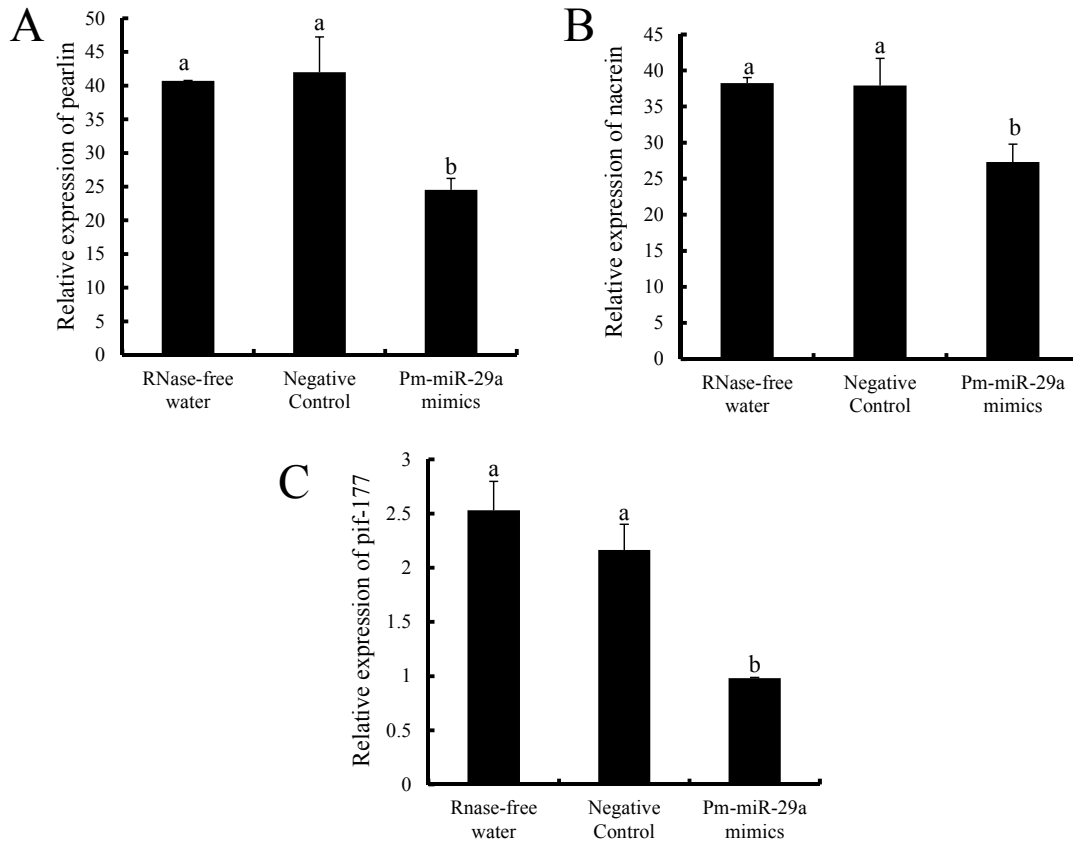 A
Relative expression of pearlin
50
45
40
35
30
25
20
15
10
5
0
a
a
b
RNase-free
water
Negative
Control
Pm-miR-29a
mimics
B
Relative expression of nacrein
45
40
35
30
25
20
15
10
5
0
a
a
b
RNase-free
water
Negative
Control
Pm-miR-29a
mimics
C
Relative expression of pif-177
3
2.5
2
1.5
1
0.5
0
a
a
b
Rnase-free
water
Negative
Control
Pm-miR-29a
mimics